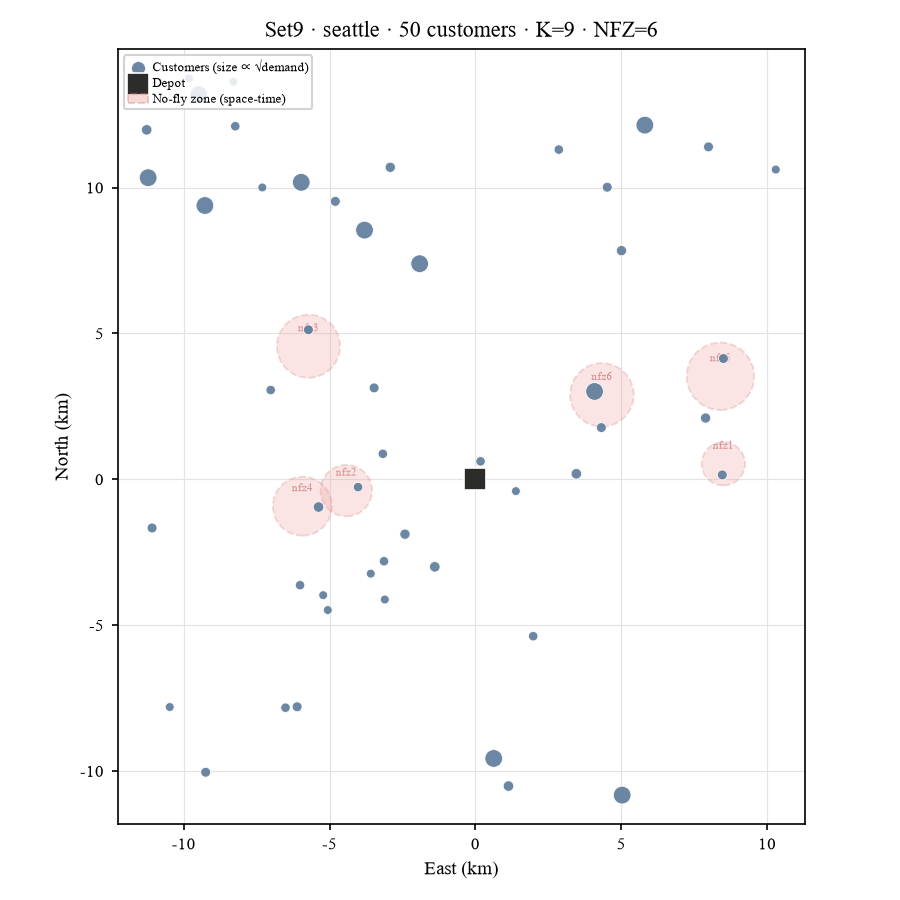 Set9 · seattle · 50 customers · K=9 · NFZ=6
Customers (size ∝ √demand)
Depot
No-fly zone (space-time)
10
5
0
-5
-10
North (km)
nfz6
nfz1
nfz2
nfz4
-10
-5
0
5
10
East (km)